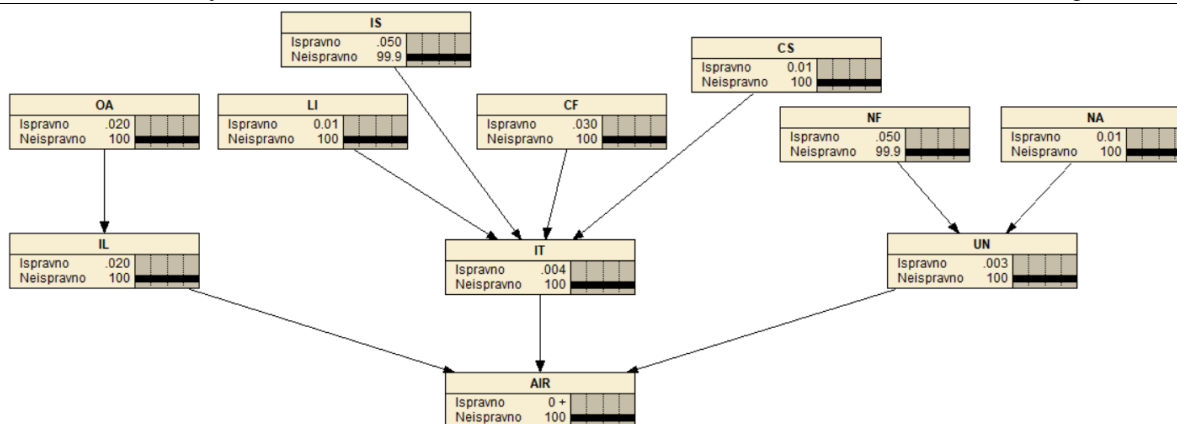 IS
Ispravno .050
Neispravno 99.9
CS
Ispravno 0.01
Neispravno 100
OA
Ispravno .020
Neispravno 100
LI
Ispravno 0.01
Neispravno 100
CF
Ispravno .030
Neispravno 100
NF
Ispravno .050
Neispravno 99.9
NA
Ispravno 0.01
Neispravno 100
IL
Ispravno .020
Neispravno 100
IT
Ispravno .004
Neispravno 100
UN
Ispravno .003
Neispravno 100
AIR
Ispravno 0 +
Neispravno 100